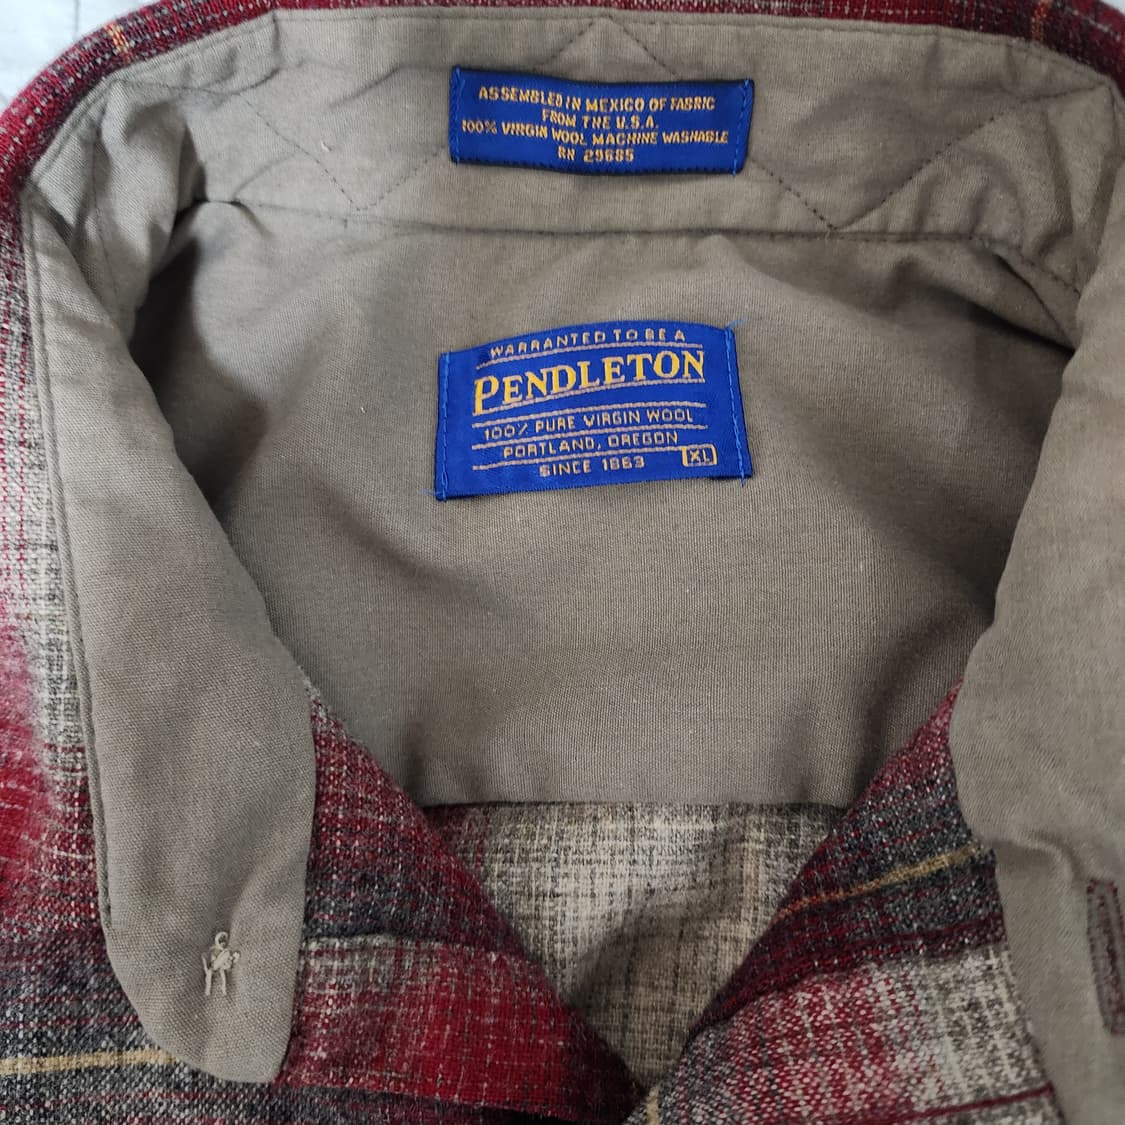 ASSEMBLED IN MEXICO OF FABRIC
FROM THE U.S.A.
100% VIRGIN WOOL MACHINE WASHABLE
RN 29685
WARRANTED TO BE A
PENDLETON
100% PURE VIRGIN WOOL
PORTLAND, OREGON
SINCE 1863 XL